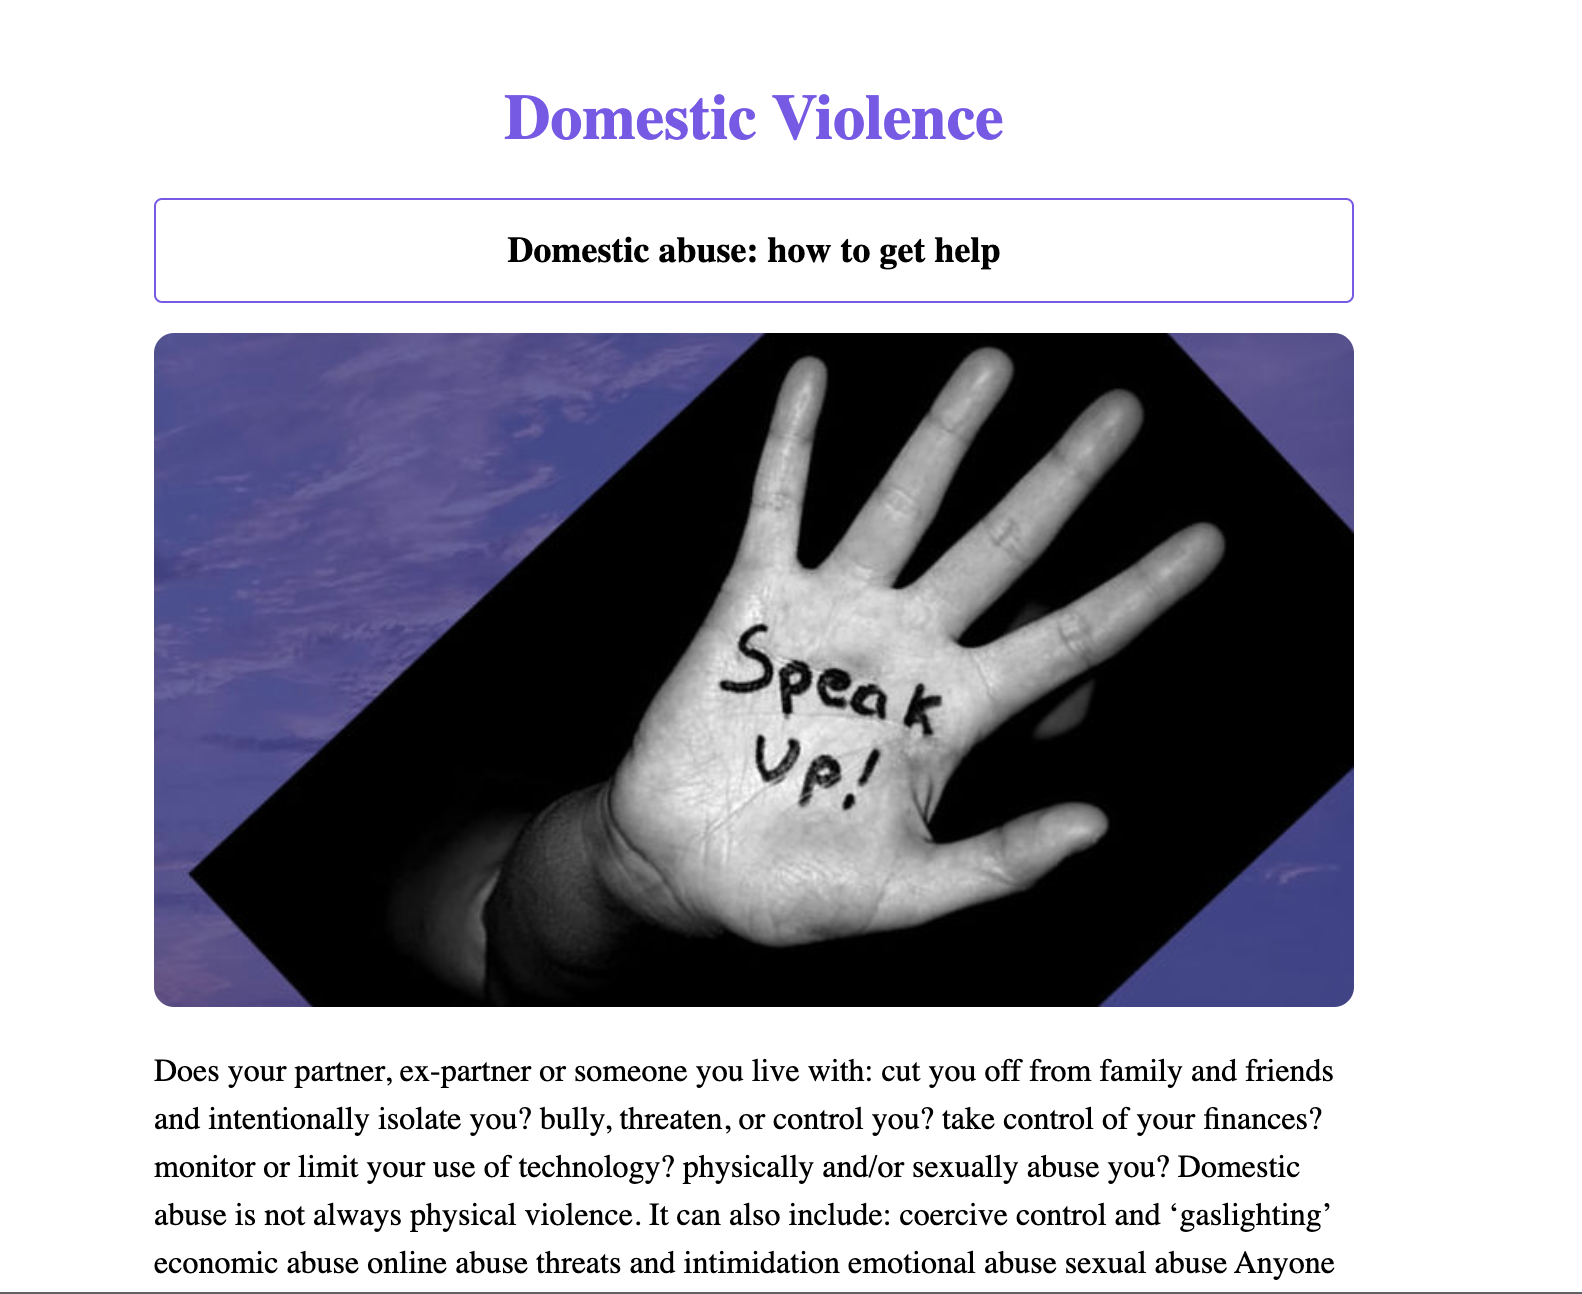 Domestic Violence
Domestic abuse: how to get help
Speak
Up!
Does your partner, ex-partner or someone you live with: cut you off from family and friends
and intentionally isolate you? bully, threaten, or control you? take control of your finances?
monitor or limit your use of technology? physically and/or sexually abuse you? Domestic
abuse is not always physical violence. It can also include: coercive control and ‘gaslighting’
economic abuse online abuse threats and intimidation emotional abuse sexual abuse Anyone